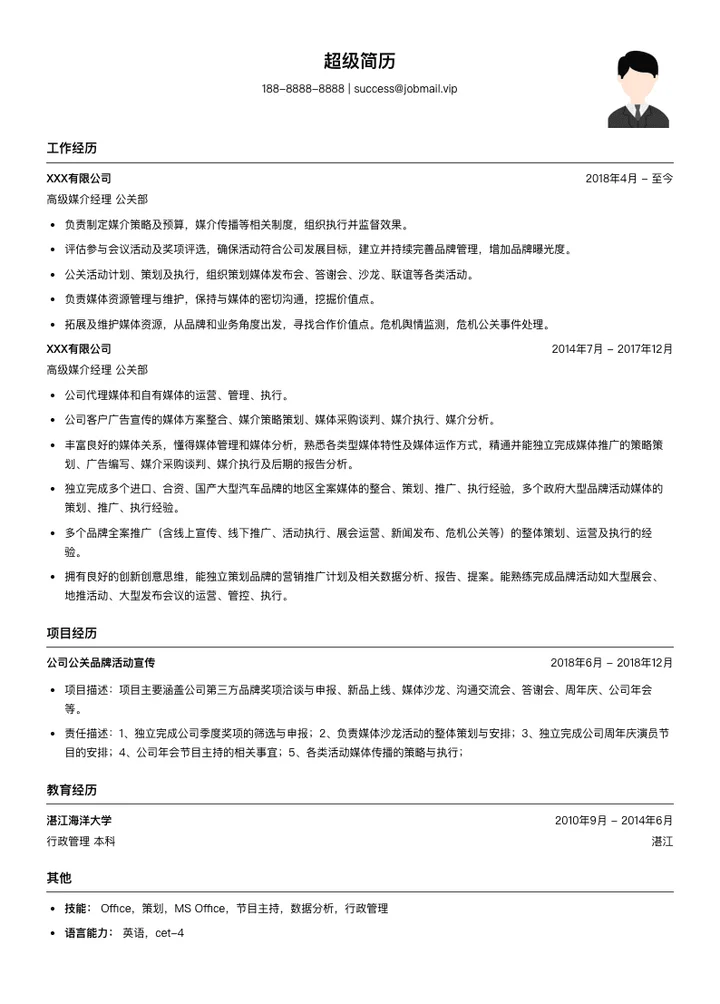 超级简历
188-8888-8888 | success@jobmail.vip
工作经历
XXX有限公司 2018年4月 – 至今
高级媒介经理 公关部
• 负责制定媒介策略及预算，媒介传播等相关制度，组织执行并监督效果。
• 评估参与会议活动及奖项评选，确保活动符合公司发展目标，建立并持续完善品牌管理，增加品牌曝光度。
• 公关活动计划、策划及执行，组织策划媒体发布会、答谢会、沙龙、联谊等各类活动。
• 负责媒体资源管理与维护，保持与媒体的密切沟通，挖掘价值点。
• 拓展及维护媒体资源，从品牌和业务角度出发，寻找合作价值点。危机舆情监测，危机公关事件处理。
XXX有限公司 2014年7月 – 2017年12月
高级媒介经理 公关部
• 公司代理媒体和自有媒体的运营、管理、执行。
• 公司客户广告宣传的媒体方案整合、媒介策略策划、媒体采购谈判、媒介执行、媒介分析。
• 丰富良好的媒体关系，懂得媒体管理和媒体分析，熟悉各类型媒体特性及媒体运作方式，精通并能独立完成媒体推广的策略策
划、广告编写、媒介采购谈判、媒介执行及后期的报告分析。
• 独立完成多个进口、合资、国产大型汽车品牌的地区全案媒体的整合、策划、推广、执行经验，多个政府大型品牌活动媒体的
策划、推广、执行经验。
• 多个品牌全案推广（含线上宣传、线下推广、活动执行、展会运营、新闻发布、危机公关等）的整体策划、运营及执行的经
验。
• 拥有良好的创新创意思维，能独立策划品牌的营销推广计划及相关数据分析、报告、提案。能熟练完成品牌活动如大型展会、
地推活动、大型发布会议的运营、管控、执行。
项目经历
公司公关品牌活动宣传 2018年6月 – 2018年12月
• 项目描述：项目主要涵盖公司第三方品牌奖项洽谈与申报、新品上线、媒体沙龙、沟通交流会、答谢会、周年庆、公司年会
等。
• 责任描述：1、独立完成公司季度奖项的筛选与申报；2、负责媒体沙龙活动的整体策划与安排；3、独立完成公司周年庆演员节
目的安排；4、公司年会节目主持的相关事宜；5、各类活动媒体传播的策略与执行；
教育经历
湛江海洋大学 2010年9月 – 2014年6月
行政管理 本科 湛江
其他
• 技能： Office，策划，MS Office，节目主持，数据分析，行政管理
• 语言能力： 英语，cet-4